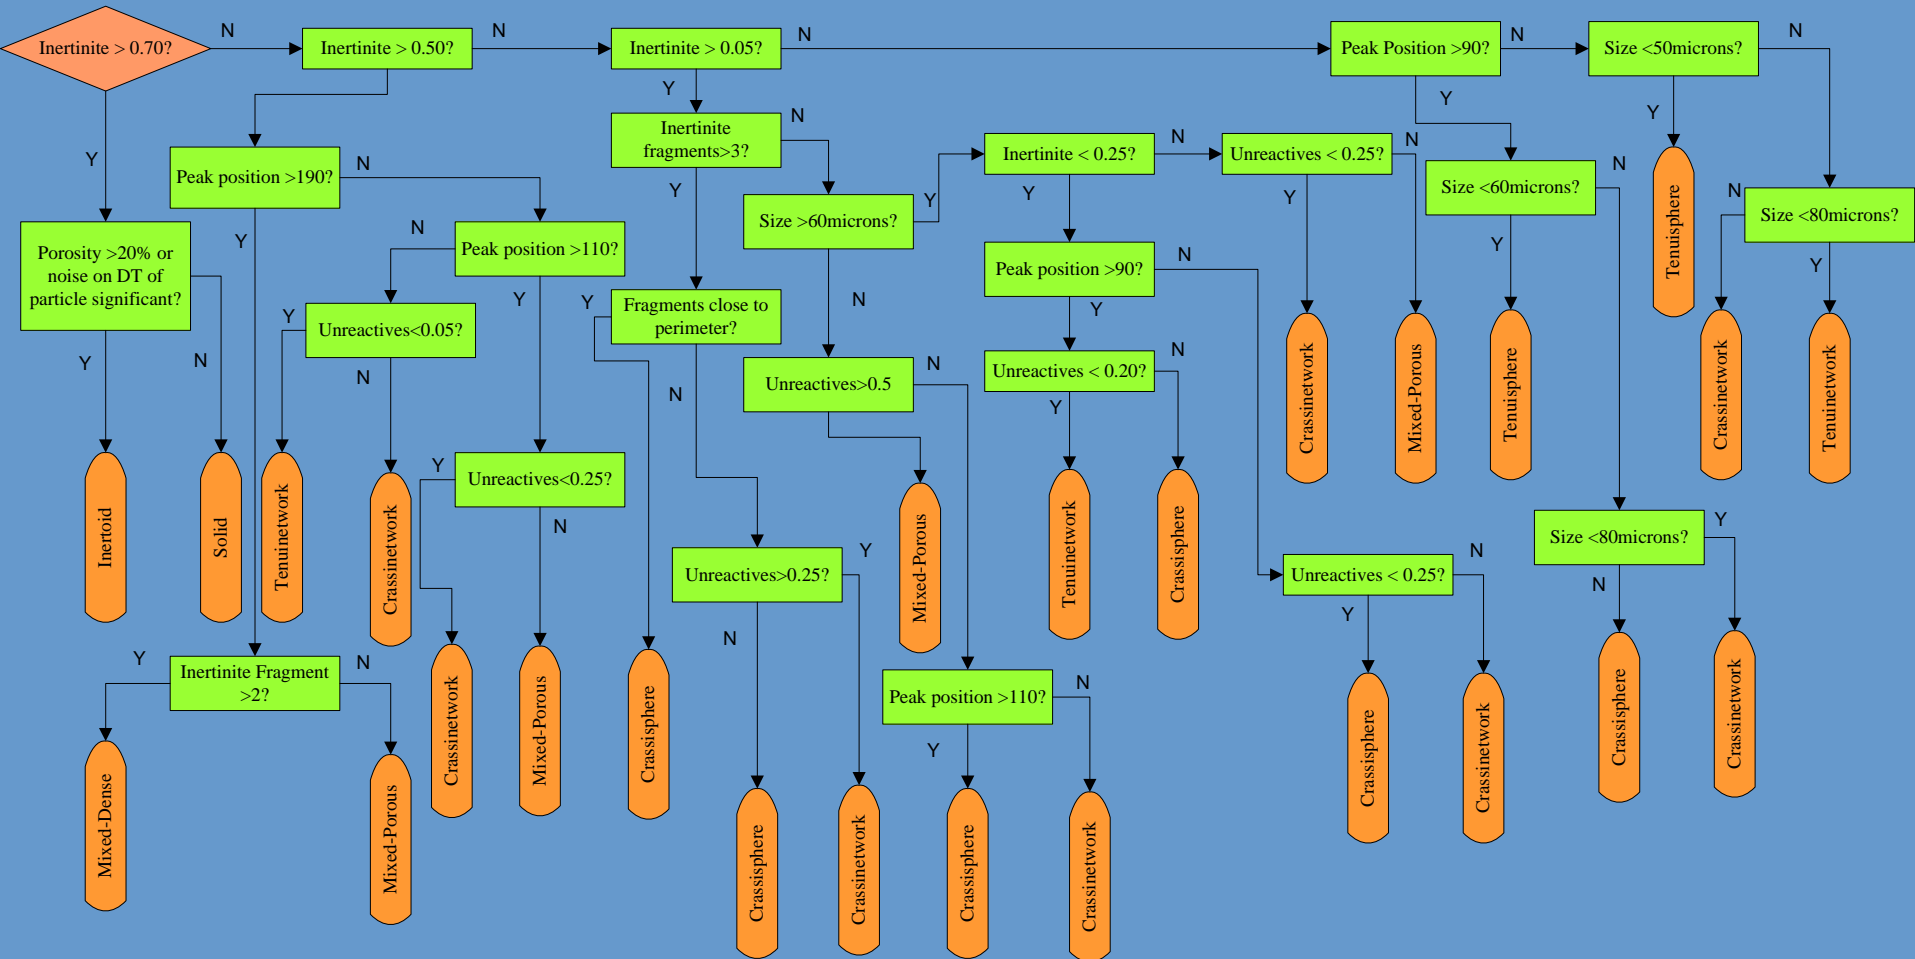 Inertinite > 0.70?
N
Inertinite > 0.50?
N
Inertinite > 0.05?
N
Peak Position >90?
N
Size <50microns?
N
Y
Y
Y
Y
Inertinite
fragments>3?
N
Inertinite < 0.25?
N
Unreactives < 0.25?
N
Y
Peak position >190?
N
Y
Size >60microns?
Y
Y
Y
Size <60microns?
N
Tenuisphere
N
Size <80microns?
Y
Porosity >20% or
noise on DT of
particle significant?
Y
N
Peak position >110?
Y
N
Peak position >90?
N
Y
Y
Y
Unreactives<0.05?
Y
Fragments close to
perimeter?
N
Y
Crassinetwork
Mixed-Porous
Tenuisphere
Crassinetwork
Tenuinetwork
Y
N
N
N
Unreactives>0.5
N
Unreactives < 0.20?
N
Y
Y
Unreactives<0.25?
N
Inertoid
Solid
Tenuinetwork
Crassinetwork
Mixed-Porous
Tenuinetwork
Crassisphere
Unreactives>0.25?
Y
N
Unreactives < 0.25?
N
Y
Size <80microns?
Y
N
Y
Inertinite Fragment
>2?
N
Crassinetwork
Mixed-Porous
Crassisphere
Peak position >110?
N
Y
Crassisphere
Crassinetwork
Crassisphere
Crassinetwork
Mixed-Dense
Mixed-Porous
Crassisphere
Crassinetwork
Crassisphere
Crassinetwork